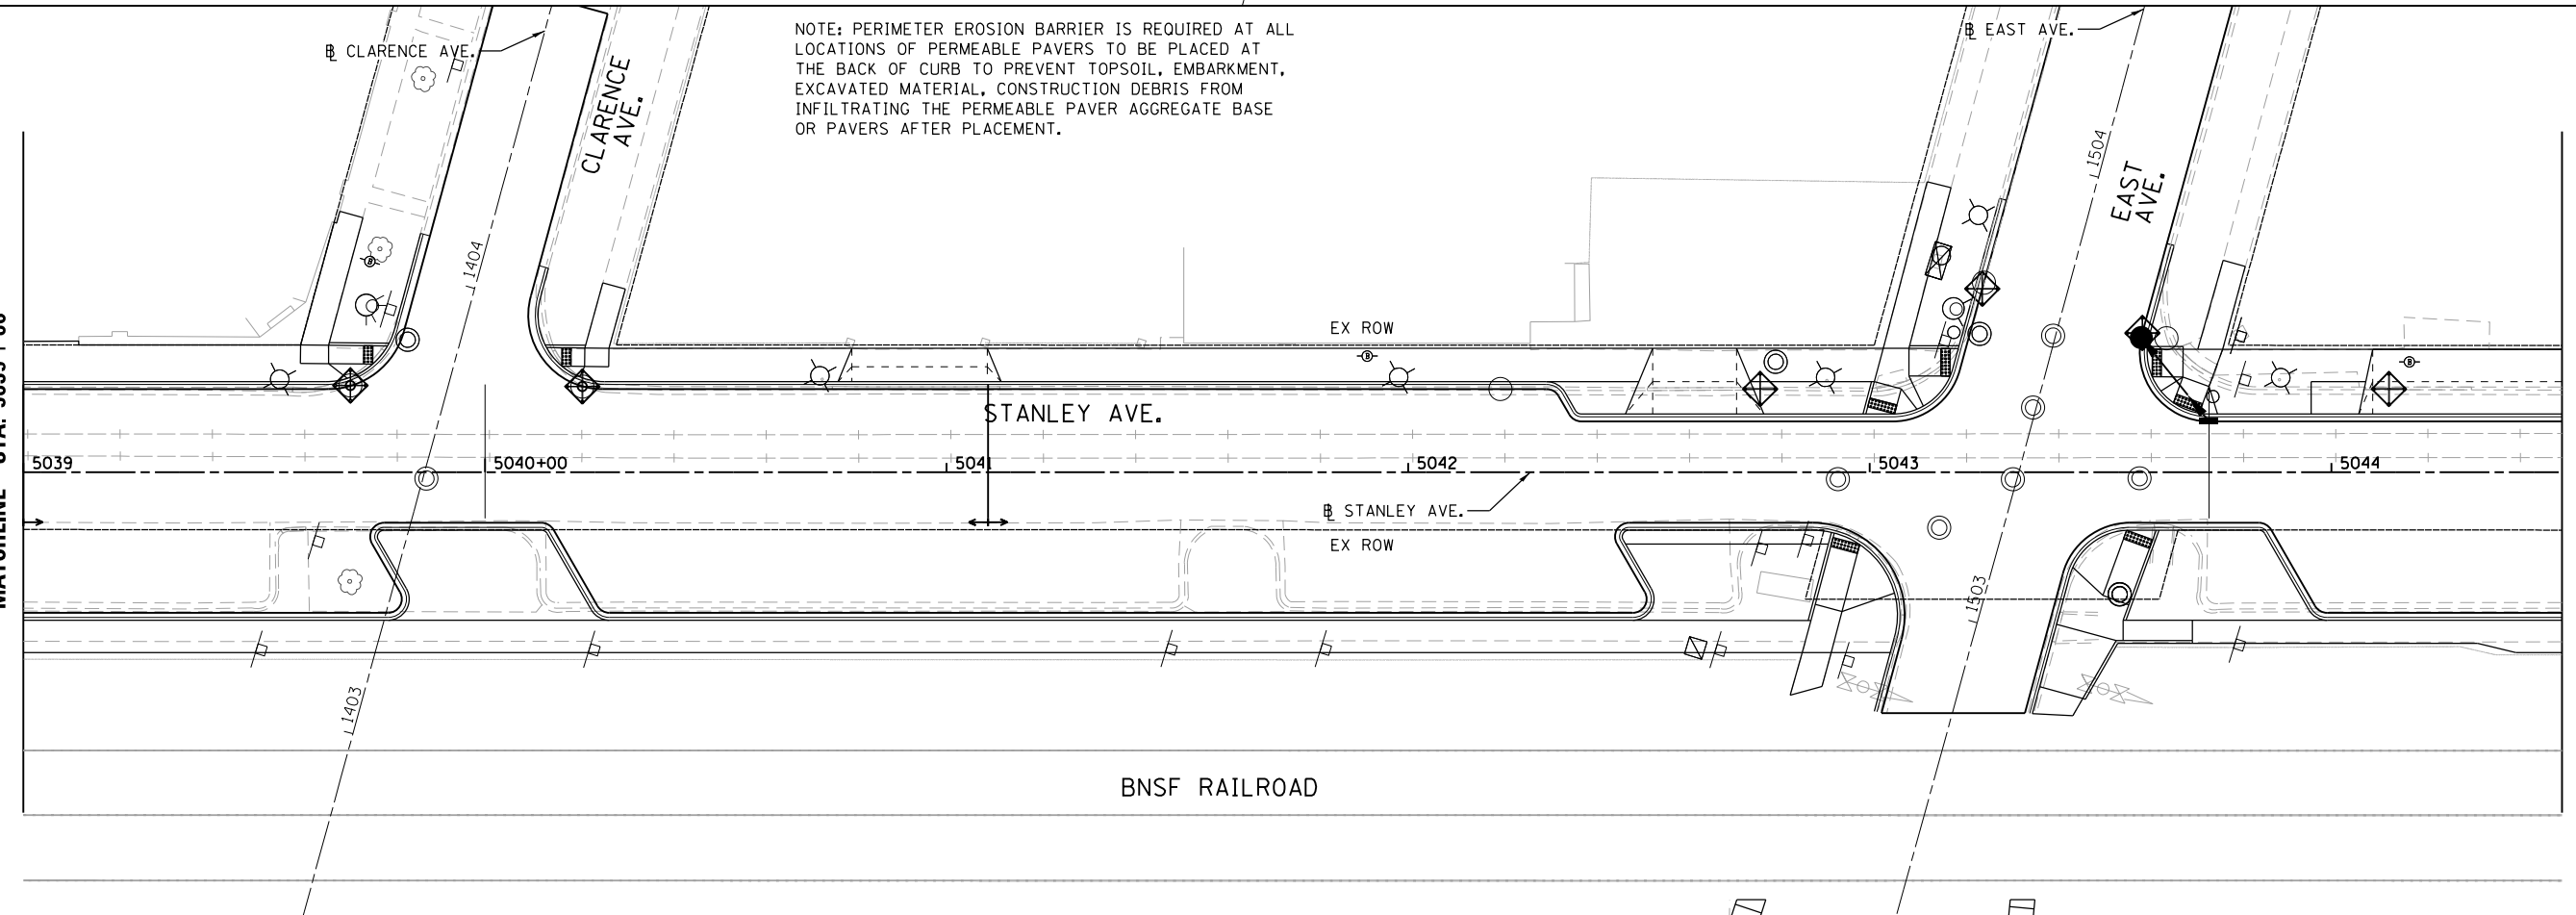 ℄ CLARENCE AVE.
NOTE: PERIMETER EROSION BARRIER IS REQUIRED AT ALL
LOCATIONS OF PERMEABLE PAVERS TO BE PLACED AT
THE BACK OF CURB TO PREVENT TOPSOIL, EMBARKMENT,
EXCAVATED MATERIAL, CONSTRUCTION DEBRIS FROM
INFILTRATING THE PERMEABLE PAVER AGGREGATE BASE
OR PAVERS AFTER PLACEMENT.
BL EAST AVE.
CLARENCE
AVE.
1504
EAST
AVE.
1404
B
EX ROW
B
B
STANLEY AVE.
5039
5040+00
5041
5042
5043
5044
BL STANLEY AVE.
EX ROW
1503
1403
BNSF RAILROAD